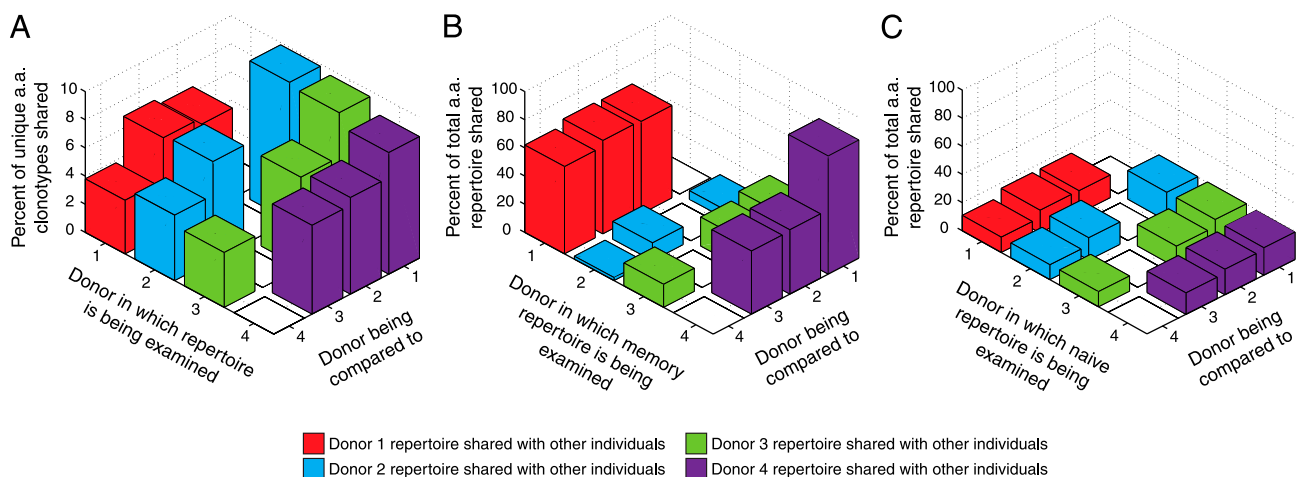 A
B
C
Percent of unique a.a.
clonotypes shared
10
8
6
4
2
0
1
2
3
4
4
3
2
1
Donor in which repertoire
is being examined
Donor being
compared to
Percent of total a.a.
repertoire shared
100
80
60
40
20
0
1
2
3
4
4
3
2
1
Donor in which memory
repertoire is being
examined
Donor being
compared to
Percent of total a.a.
repertoire shared
100
80
60
40
20
0
1
2
3
4
4
3
2
1
Donor in which naive
repertoire is being
examined
Donor being
compared to
Donor 1 repertoire shared with other individuals
Donor 2 repertoire shared with other individuals
Donor 3 repertoire shared with other individuals
Donor 4 repertoire shared with other individuals